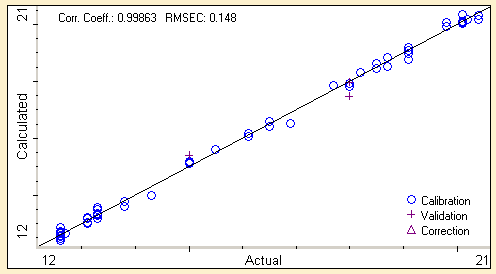 21
Corr. Coeff.: 0.99863 RMSEC: 0.148
Calculated
Calibration
Validation
Correction
12
12
Actual
21